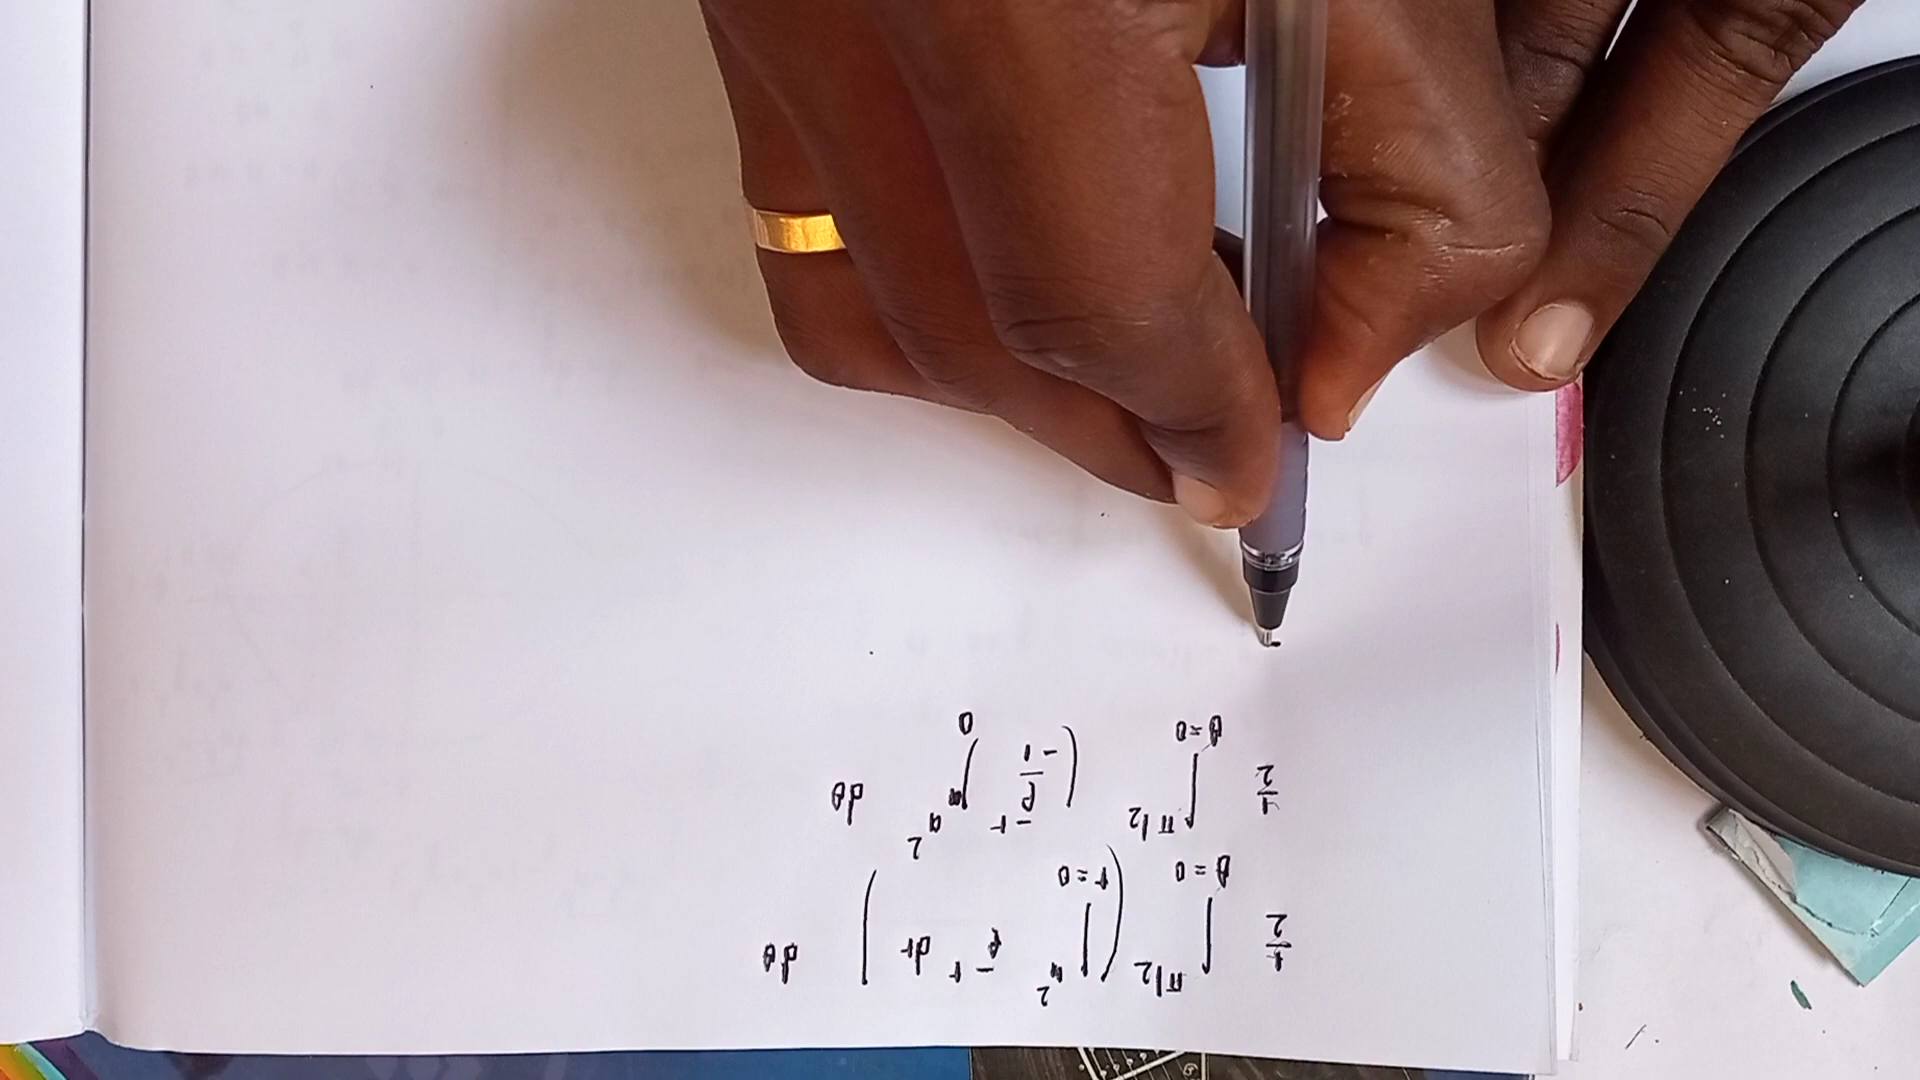 1/2 ∫_{θ=0}^{π/2} ( ∫_{r=0}^{a²} e^{-r} dr ) dθ
1/2 ∫_{θ=0}^{π/2} ( e^{-r}/-1 )_{0}^{a²} dθ